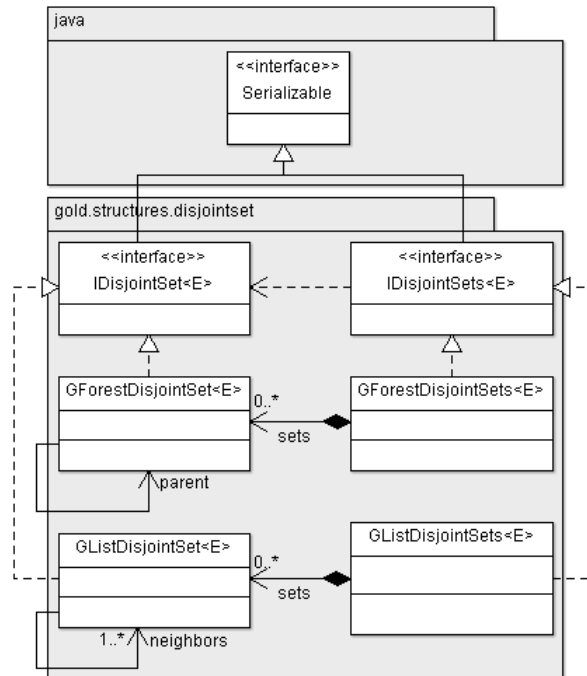 java
<<interface>>
Serializable
gold.structures.disjointset
<<interface>>
IDisjointSet<E>
<<interface>>
IDisjointSets<E>
GForestDisjointSet<E>
GForestDisjointSets<E>
0..*
sets
parent
GListDisjointSet<E>
GListDisjointSets<E>
0..*
sets
1..*
neighbors